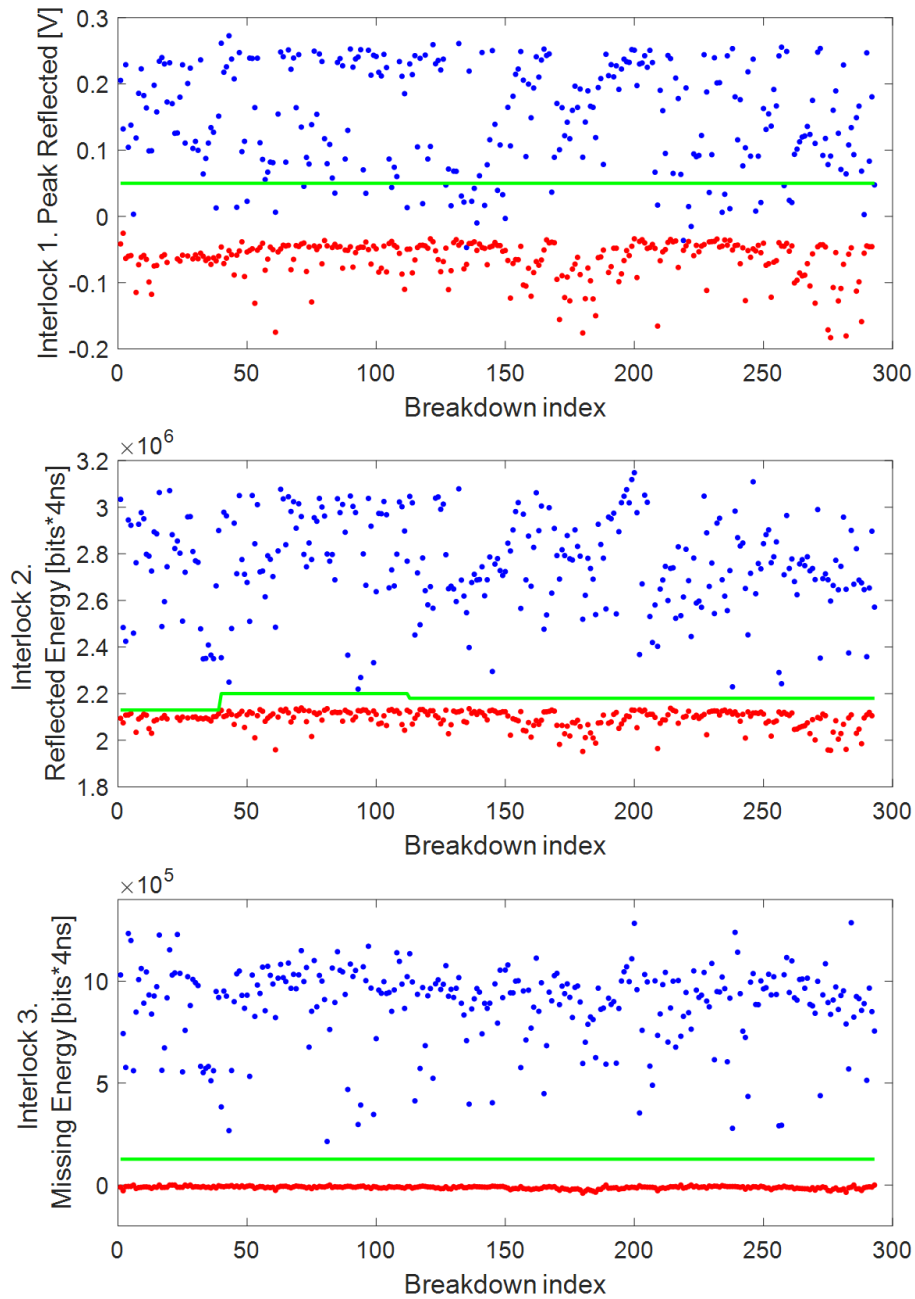 Interlock 1. Peak Reflected [V]
0.3
0.2
0.1
0
-0.1
-0.2
0 50 100 150 200 250 300
Breakdown index
×10^6
Interlock 2.
Reflected Energy [bits*4ns]
3.2
3
2.8
2.6
2.4
2.2
2
1.8
0 50 100 150 200 250 300
Breakdown index
×10^5
Interlock 3.
Missing Energy [bits*4ns]
10
5
0
0 50 100 150 200 250 300
Breakdown index